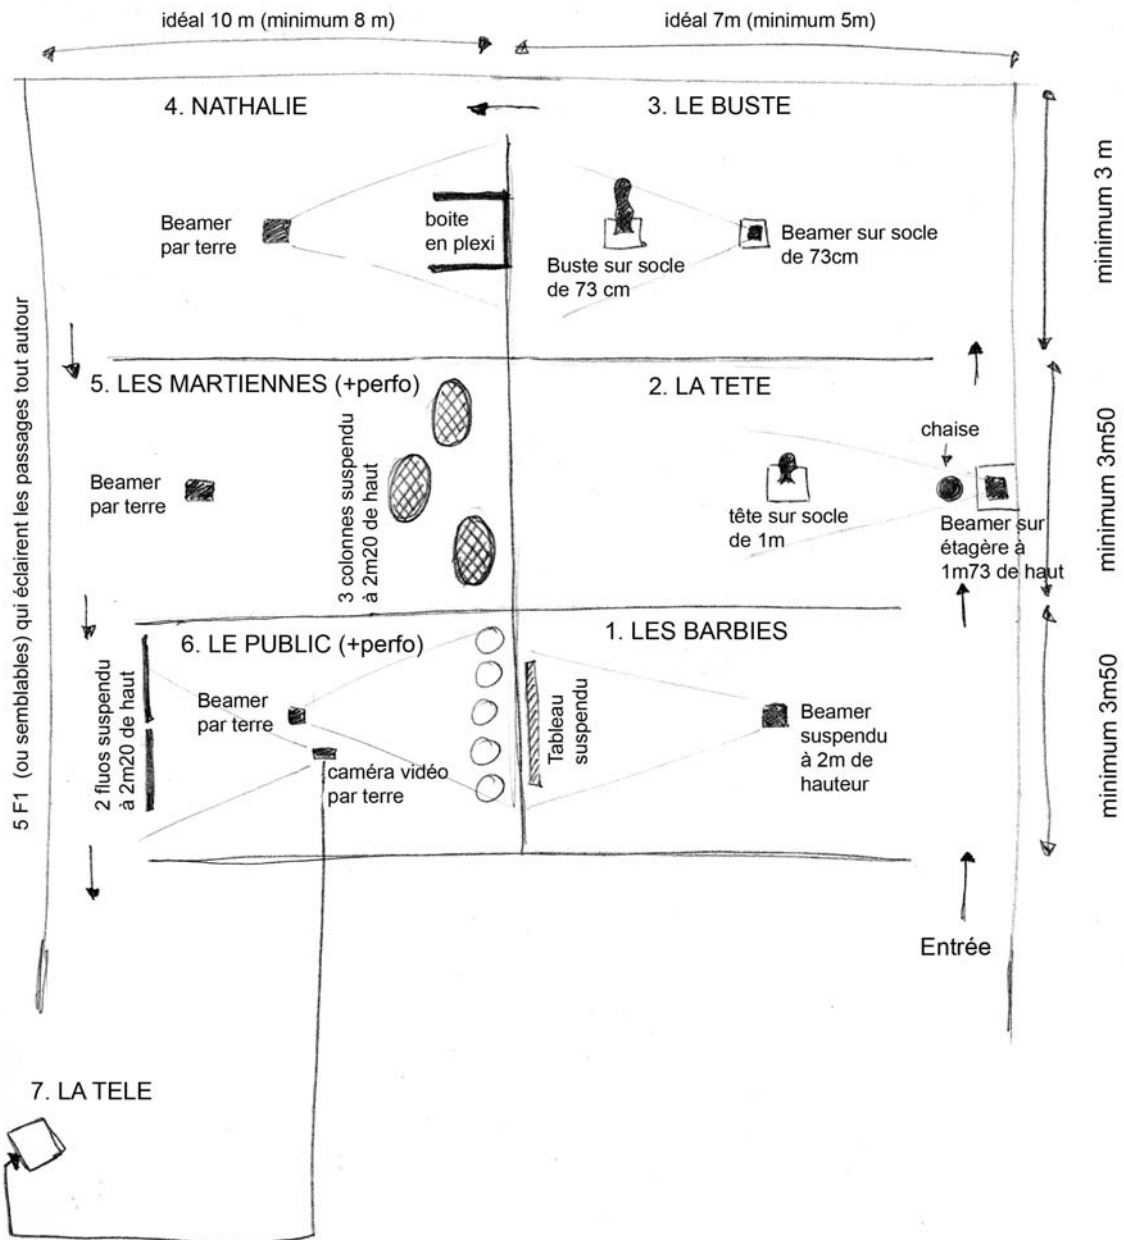 idéal 10 m (minimum 8 m)
idéal 7m (minimum 5m)
4. NATHALIE
3. LE BUSTE
minimum 3 m
Beamer
par terre
boite
en plexi
Buste sur socle
de 73 cm
Beamer sur socle
de 73cm
5 F1  (ou semblables) qui éclairent les passages tout autour
5. LES MARTIENNES (+perfo)
2. LA TETE
minimum 3m50
Beamer
par terre
3 colonnes suspendu
à 2m20 de haut
chaise
tête sur socle
de 1m
Beamer sur
étagère à
1m73 de haut
6. LE PUBLIC (+perfo)
1. LES BARBIES
minimum 3m50
2 fluos suspendu
à 2m20 de haut
Beamer
par terre
caméra vidéo
par terre
Tableau
suspendu
Beamer
suspendu
à 2m de
hauteur
Entrée
7. LA TELE